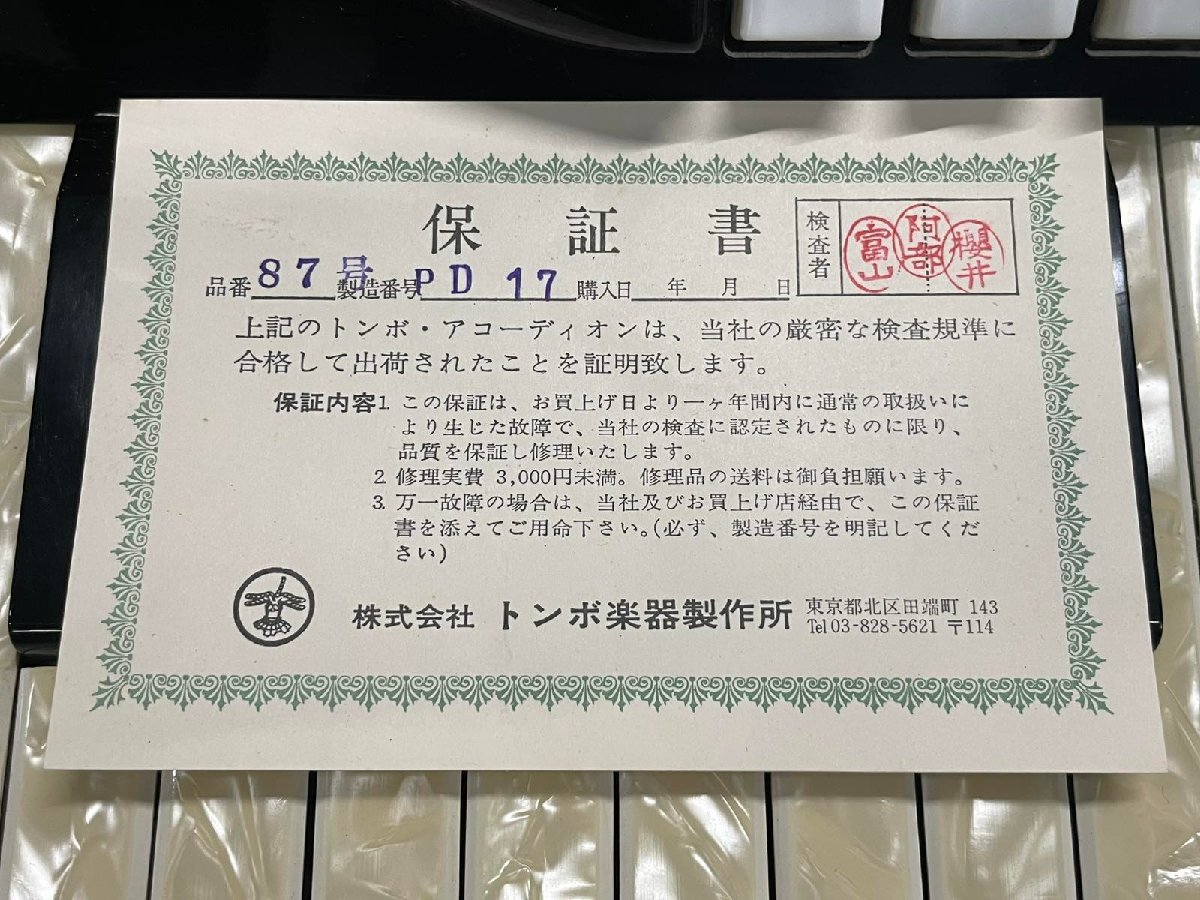 保証書
検査者 富山 阿部 櫻井
品番 87号 製造番号 PD 17 購入日 年 月 日
上記のトンボ・アコーディオンは、当社の厳密な検査規準に
合格して出荷されたことを証明致します。
保証内容 1. この保証は、お買上げ日より一ヶ年間内に通常の取扱いに
より生じた故障で、当社の検査に認定されたものに限り、
品質を保証し修理いたします。
2. 修理実費 3,000円未満。修理品の送料は御負担願います。
3. 万一故障の場合は、当社及びお買上げ店経由で、この保証
書を添えてご用命下さい。(必ず、製造番号を明記してくだ
さい)
株式会社 トンボ楽器製作所 東京都北区田端町 143
Tel 03-828-5621 〒114